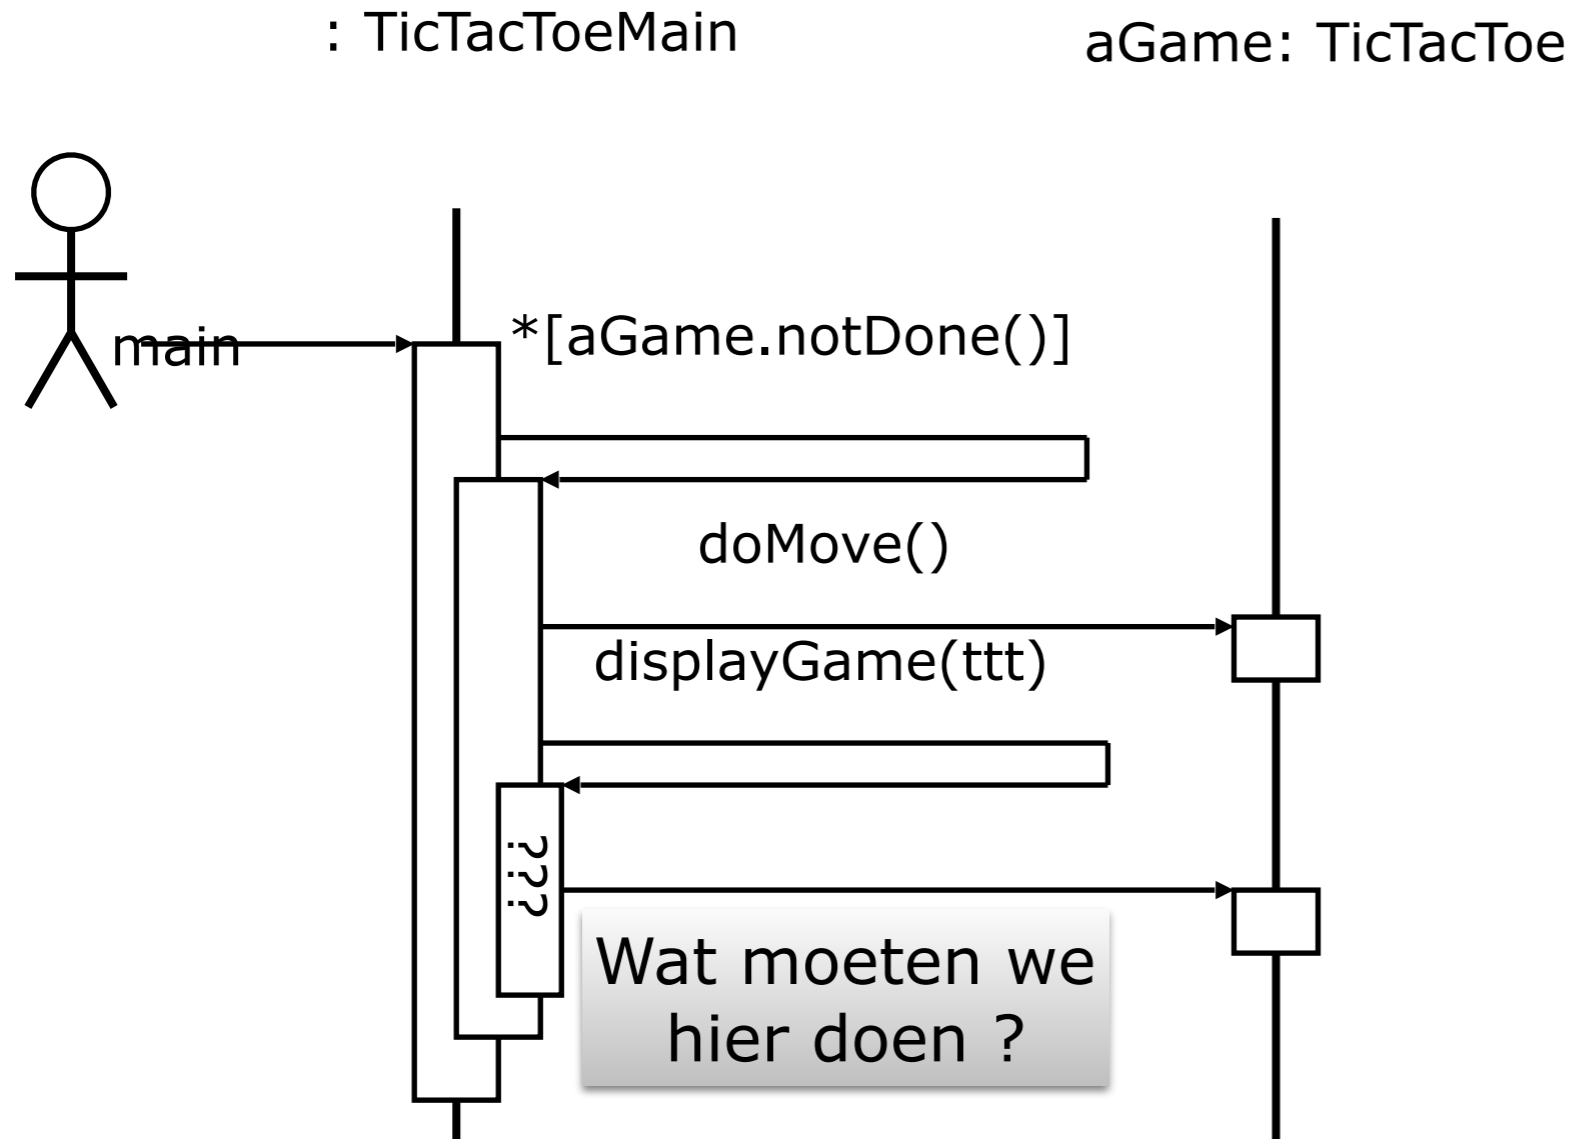 : TicTacToeMain
aGame: TicTacToe
main
*[aGame.notDone()]
doMove()
displayGame(ttt)
???
Wat moeten we
hier doen ?